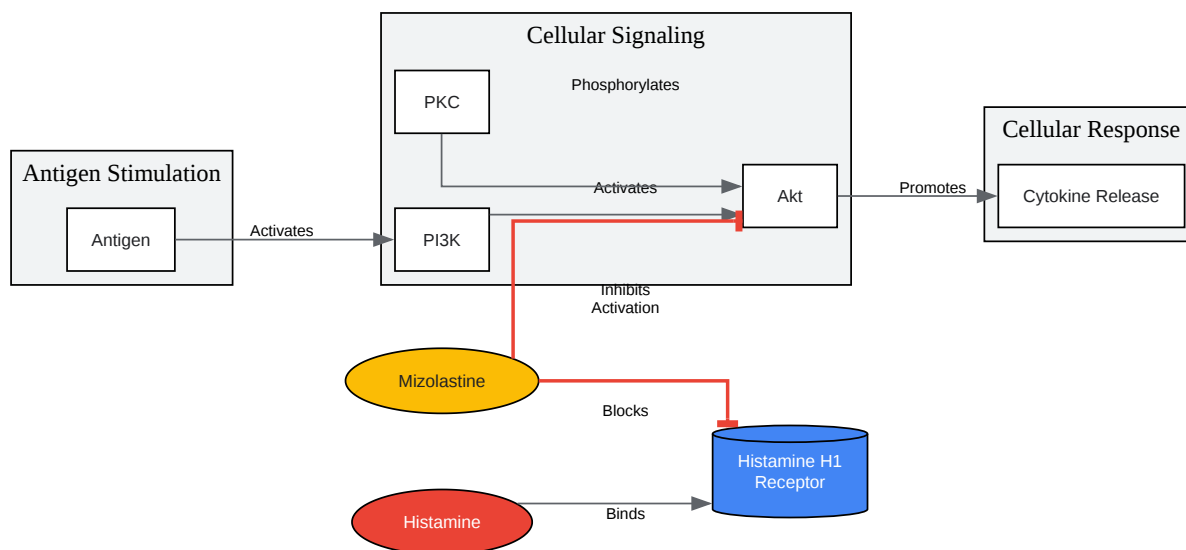 Cellular Signaling
PKC
Phosphorylates
Cellular Response
Antigen Stimulation
Activates
Akt
Promotes
Cytokine Release
Antigen
Activates
PI3K
Inhibits
Activation
Mizolastine
Blocks
Histamine H1
Receptor
Histamine
Binds